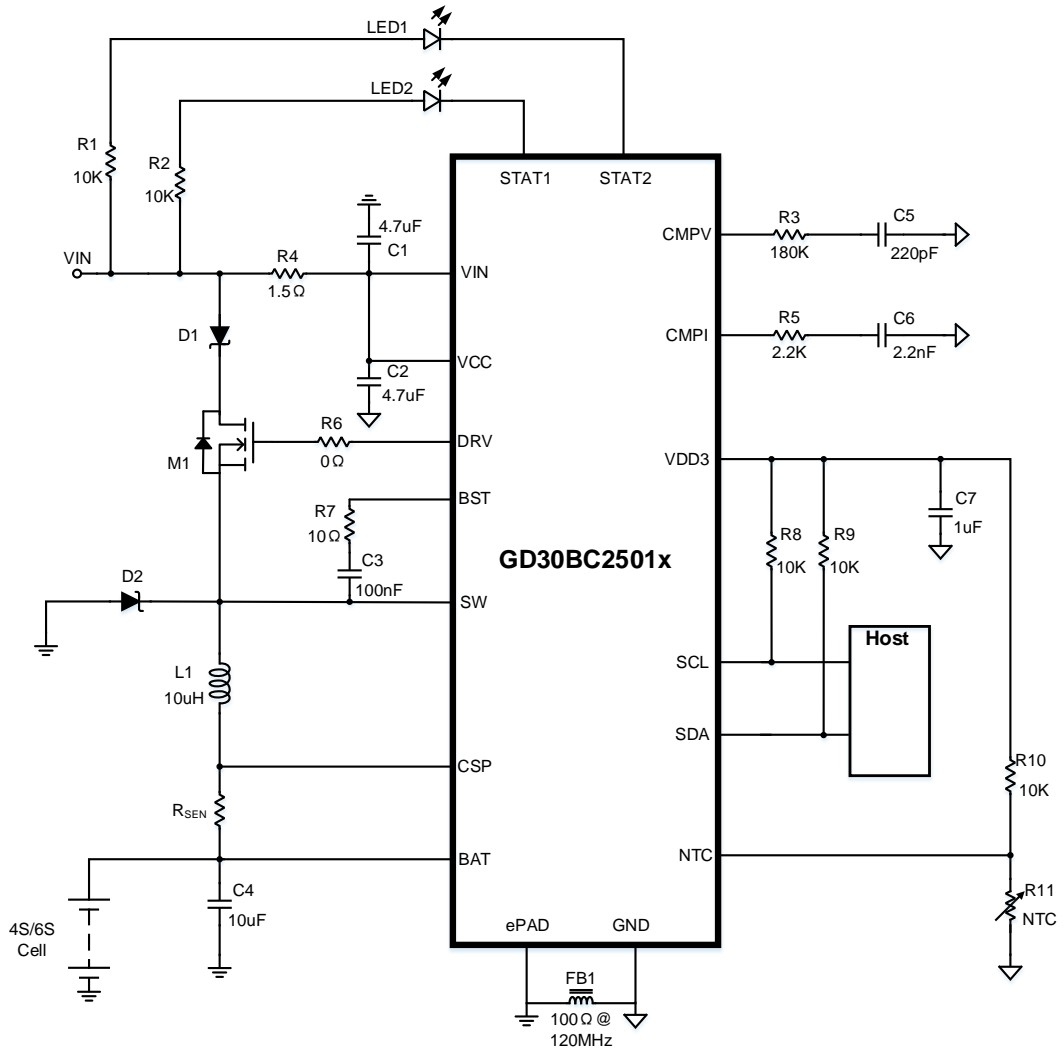 LED1
LED2
R1
10K
R2
10K
STAT1
STAT2
4.7uF
C1
CMPV
R3
180K
C5
220pF
VIN
R4
1.5Ω
VIN
D1
CMPI
R5
2.2K
C6
2.2nF
VCC
C2
4.7uF
R6
0Ω
DRV
M1
VDD3
BST
R7
10Ω
C3
100nF
C7
1uF
R8
10K
R9
10K
GD30BC2501x
D2
SW
Host
SCL
L1
10uH
SDA
CSP
R10
10K
RSEN
BAT
NTC
C4
10uF
R11
NTC
4S/6S
Cell
ePAD
GND
FB1
100Ω @
120MHz